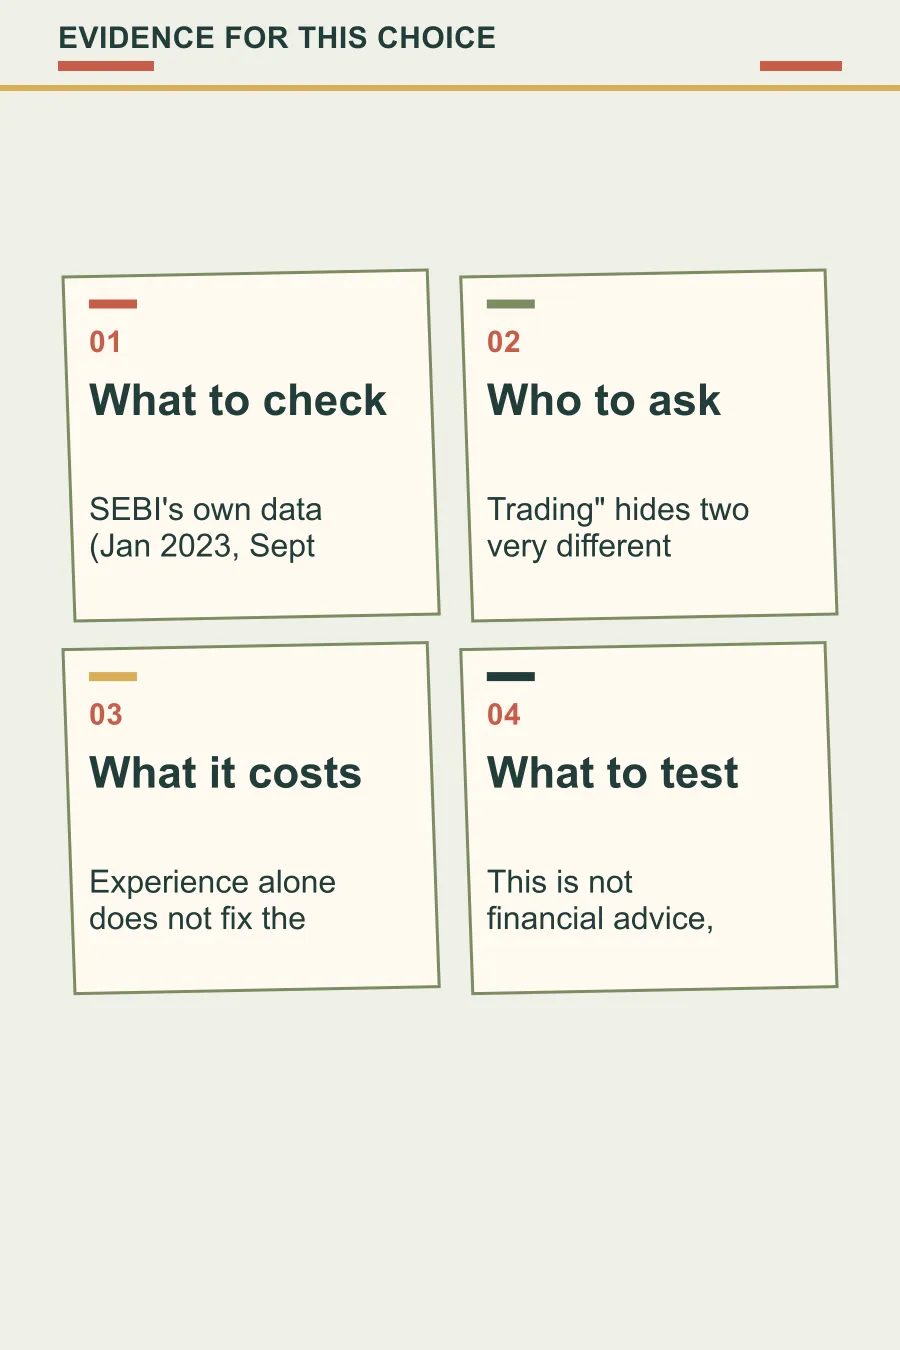 EVIDENCE FOR THIS CHOICE
01
What to check
SEBI's own data
(Jan 2023, Sept
02
Who to ask
Trading" hides two
very different
03
What it costs
Experience alone
does not fix the
04
What to test
This is not
financial advice,